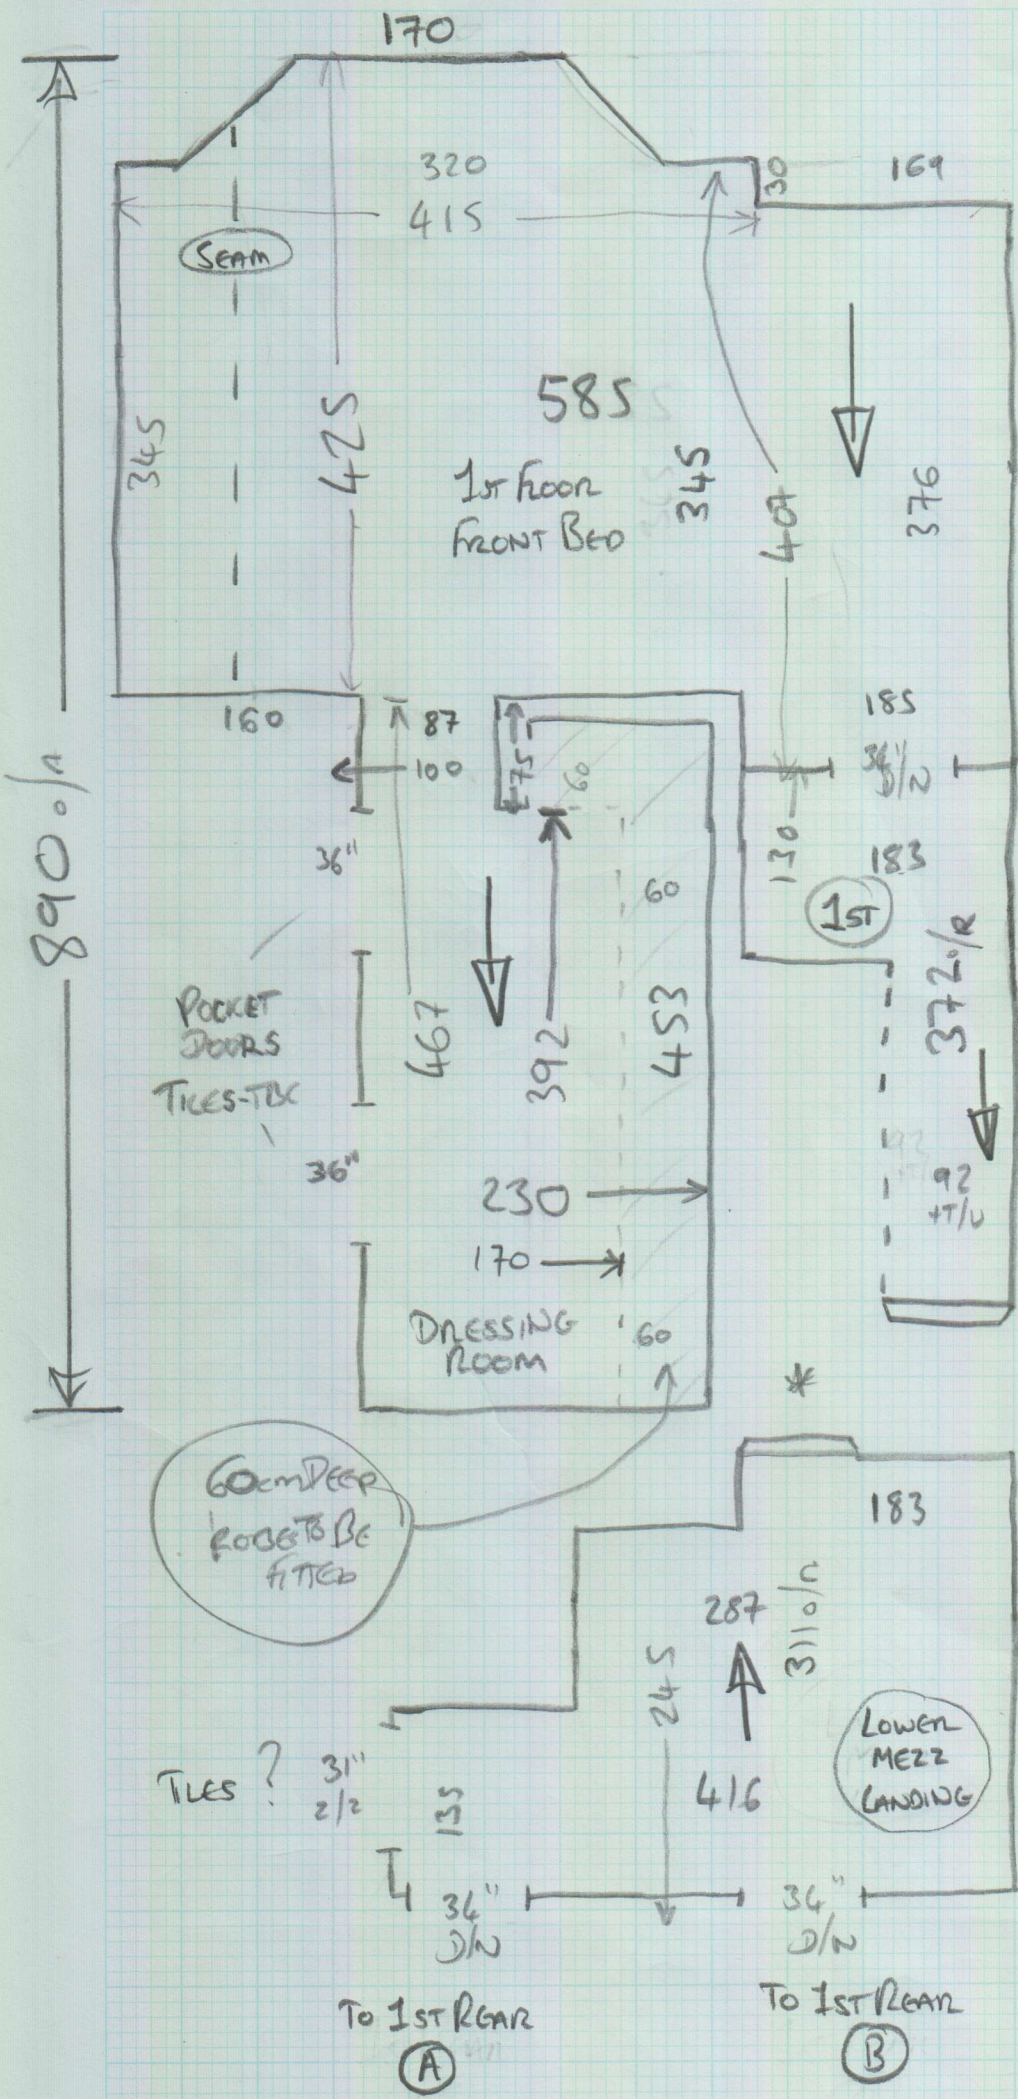 170
320
30
169
415
SEAM
585
345
425
1ST FLOOR
FRONT BED
345
407
376
160
87
100
75
60
185
34"
D/N
890 O/A
36"
130
183
1ST
60
POCKET
DOORS
TILES-TBC
467
392
453
372 O/R
36"
230
92
+T/U
170
DRESSING
ROOM
60
*
60cm DEEP
ROBE TO BE
FITTED
183
287
311 O/A
245
TILES ?
31"
2/2
135
416
LOWER
MEZZ
LANDING
34"
D/N
34"
D/N
TO 1ST REAR
A
TO 1ST REAR
B